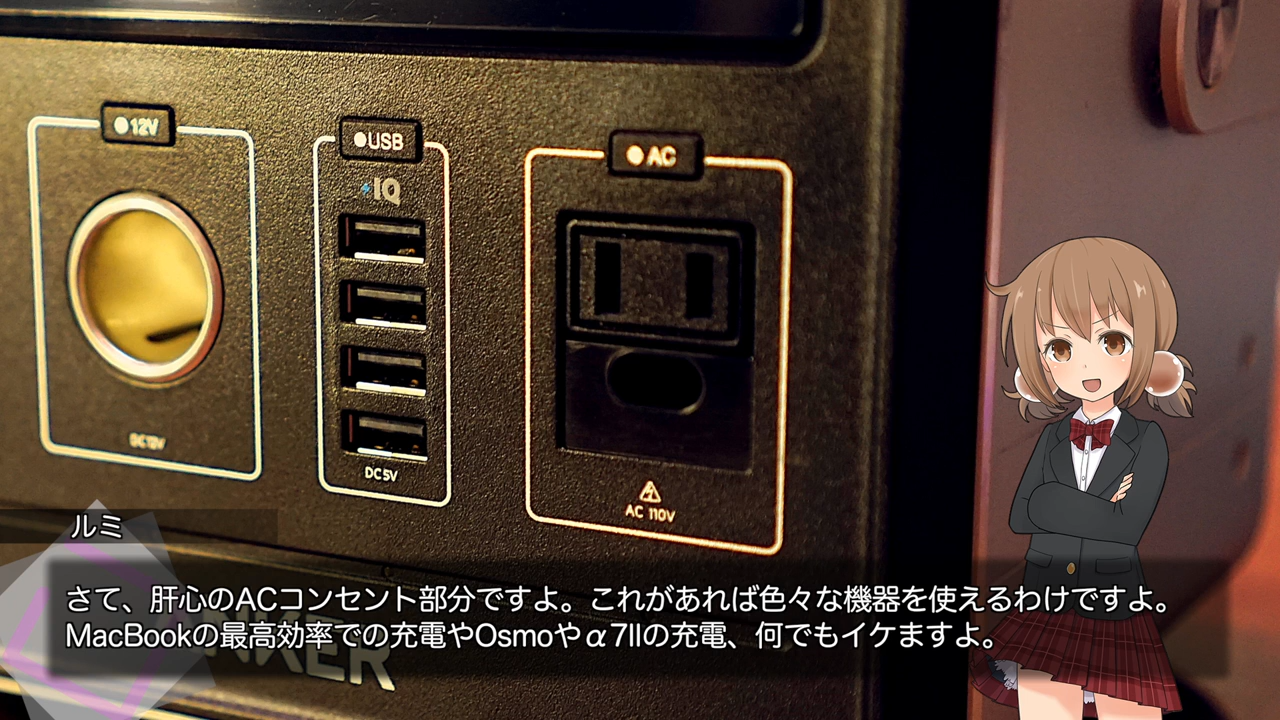 12V
USB
AC
IQ
DC5V
AC 110V
ルミ
さて、肝心のACコンセント部分ですよ。これがあれば色々な機器を使えるわけですよ。
MacBookの最高効率での充電やOsmoやα7IIの充電、何でもイケますよ。